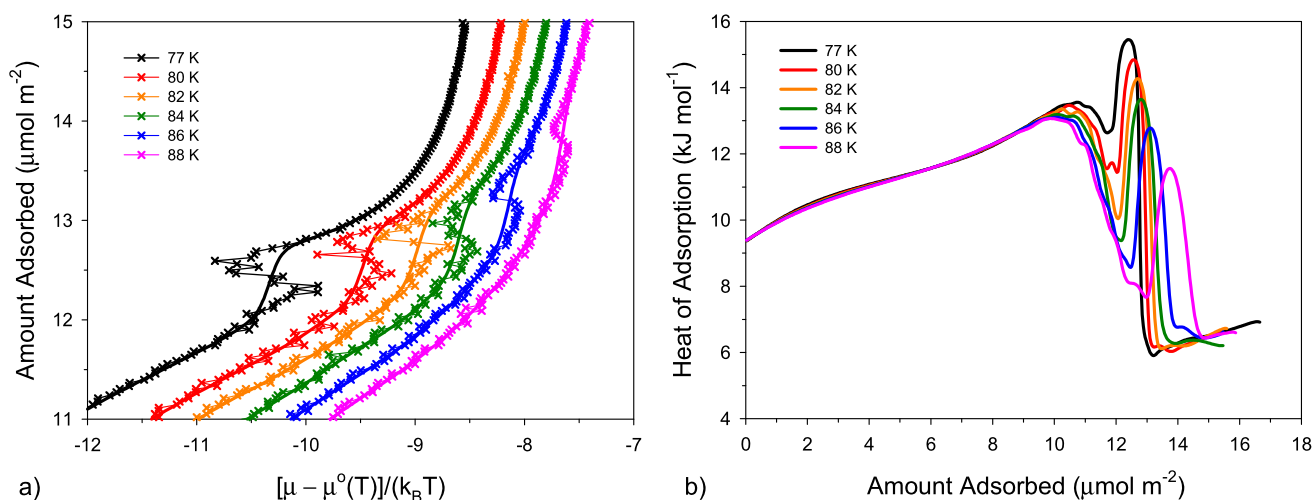 15
14
13
12
11
Amount Adsorbed (μmol m⁻²)
77 K
80 K
82 K
84 K
86 K
88 K
-12
-11
-10
-9
-8
-7
[μ − μ°(T)]/(k_BT)
a)
18
16
14
12
10
8
6
4
Heat of Adsorption (kJ mol⁻¹)
77 K
80 K
82 K
84 K
86 K
88 K
0
2
4
6
8
10
12
14
16
18
Amount Adsorbed (μmol m⁻²)
b)